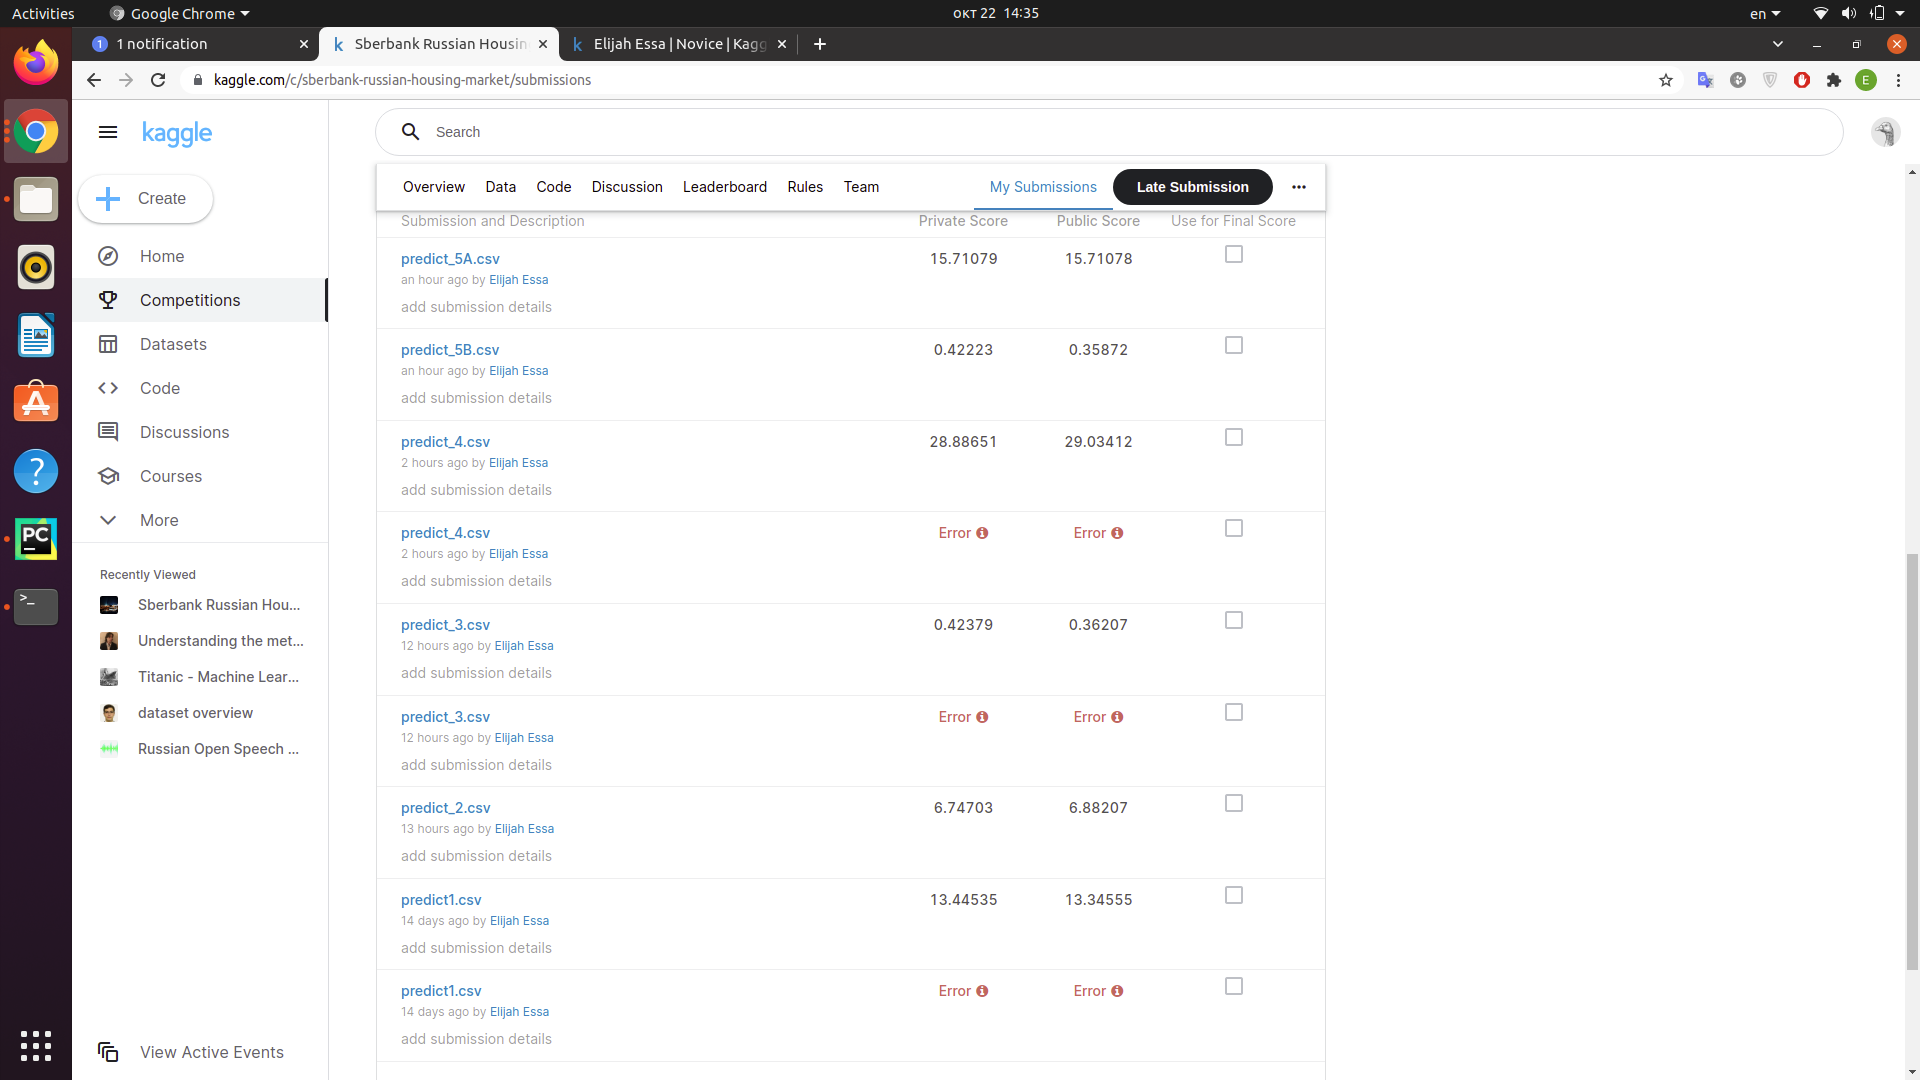 Activities
Google Chrome
окт 22 14:35
en
1 notification
Sberbank Russian Housin
Elijah Essa | Novice | Kagg
kaggle.com/c/sberbank-russian-housing-market/submissions
E
kaggle
Search
Create
Home
Competitions
Datasets
Code
Discussions
Courses
More
Recently Viewed
Sberbank Russian Hou...
Understanding the met...
Titanic - Machine Lear...
dataset overview
Russian Open Speech ...
View Active Events
Overview Data Code Discussion Leaderboard Rules Team My Submissions Late Submission
Submission and Description Private Score Public Score Use for Final Score
predict_5A.csv 15.71079 15.71078
an hour ago by Elijah Essa
add submission details
predict_5B.csv 0.42223 0.35872
an hour ago by Elijah Essa
add submission details
predict_4.csv 28.88651 29.03412
2 hours ago by Elijah Essa
add submission details
predict_4.csv Error Error
2 hours ago by Elijah Essa
add submission details
predict_3.csv 0.42379 0.36207
12 hours ago by Elijah Essa
add submission details
predict_3.csv Error Error
12 hours ago by Elijah Essa
add submission details
predict_2.csv 6.74703 6.88207
13 hours ago by Elijah Essa
add submission details
predict1.csv 13.44535 13.34555
14 days ago by Elijah Essa
add submission details
predict1.csv Error Error
14 days ago by Elijah Essa
add submission details
PC